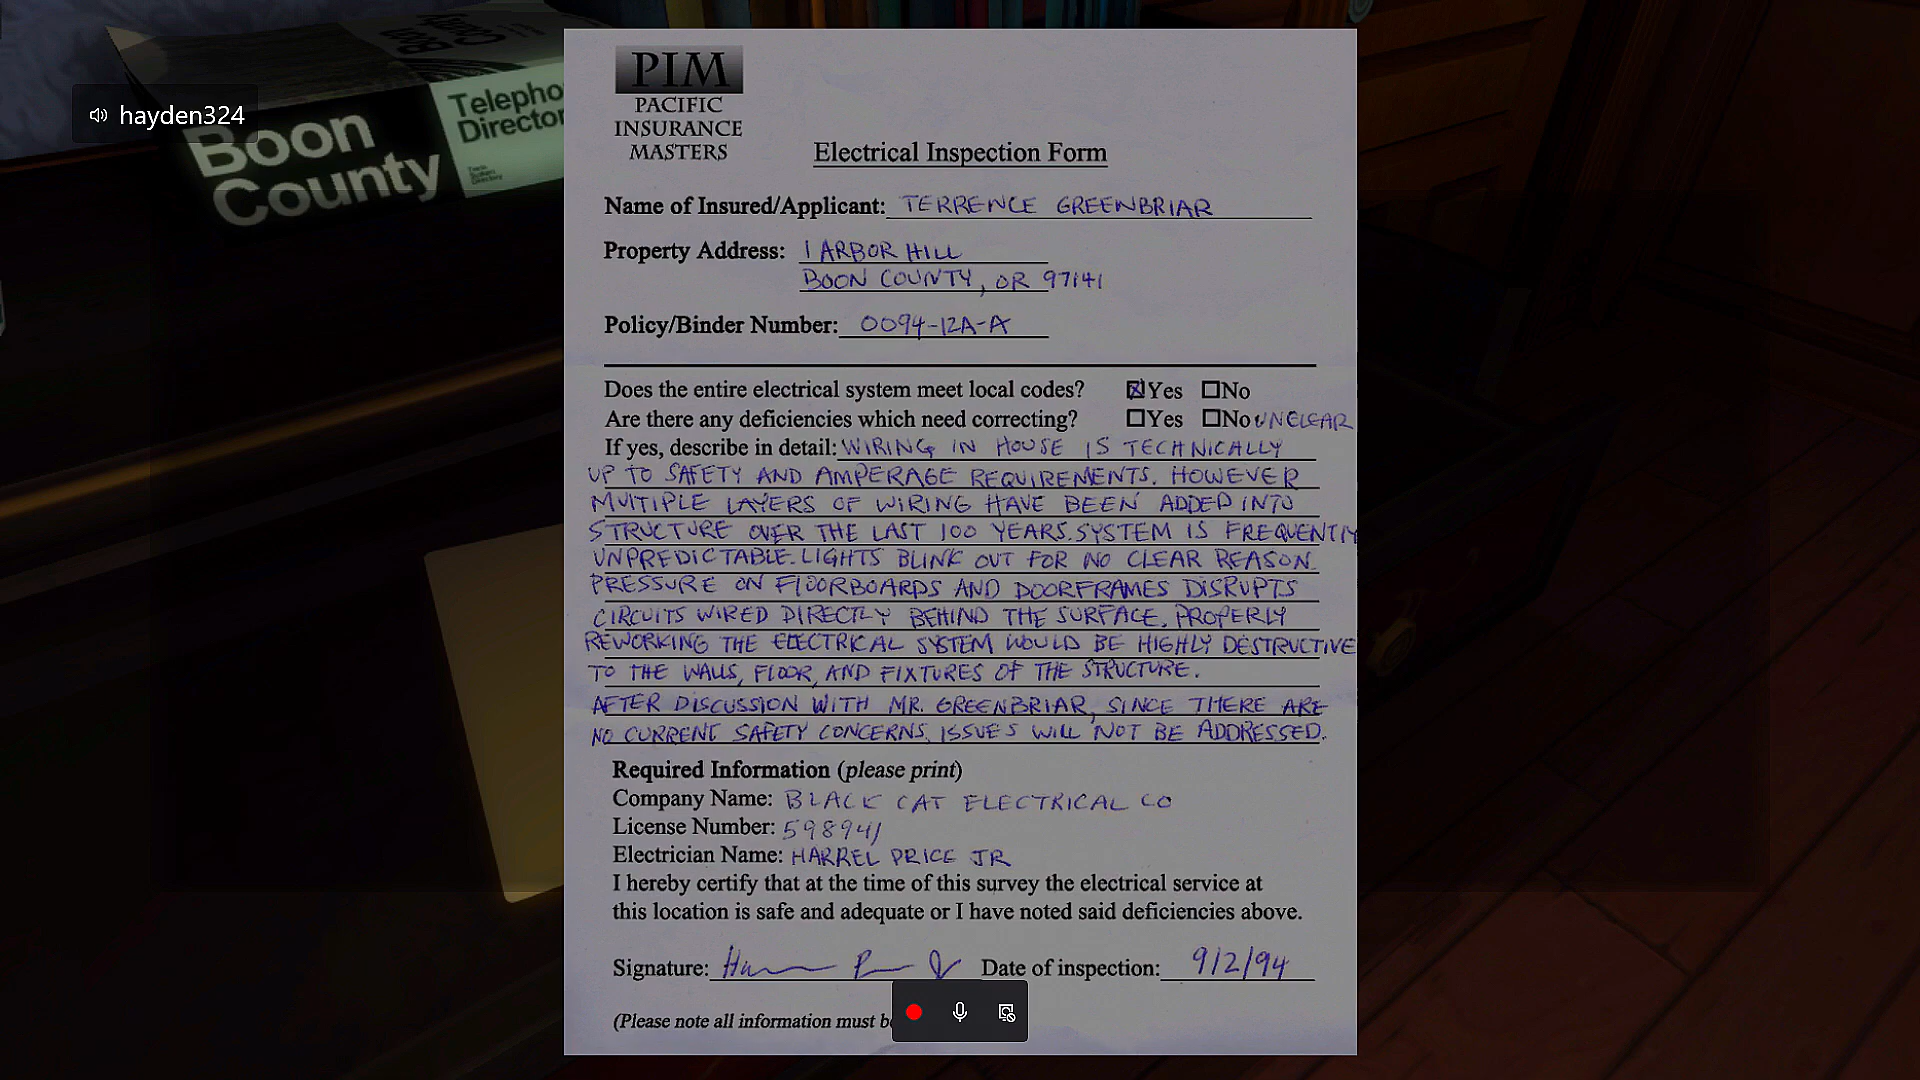 hayden324
Boon
County
Telepho
Director
PIM
PACIFIC
INSURANCE
MASTERS
Electrical Inspection Form
Name of Insured/Applicant: TERRENCE GREENBRIAR
Property Address: 1 ARBOR HILL
BOON COUNTY, OR 97141
Policy/Binder Number: 0094-12A-A
Does the entire electrical system meet local codes? Yes No
Are there any deficiencies which need correcting? Yes No UNCLEAR
If yes, describe in detail: WIRING IN HOUSE IS TECHNICALLY
UP TO SAFETY AND AMPERAGE REQUIREMENTS. HOWEVER
MULTIPLE LAYERS OF WIRING HAVE BEEN ADDED INTO
STRUCTURE OVER THE LAST 100 YEARS. SYSTEM IS FREQUENTLY
UNPREDICTABLE. LIGHTS BLINK OUT FOR NO CLEAR REASON.
PRESSURE ON FLOORBOARDS AND DOORFRAMES DISRUPTS
CIRCUITS WIRED DIRECTLY BEHIND THE SURFACE. PROPERLY
REWORKING THE ELECTRICAL SYSTEM WOULD BE HIGHLY DESTRUCTIVE
TO THE WALLS, FLOOR, AND FIXTURES OF THE STRUCTURE.
AFTER DISCUSSION WITH MR. GREENBRIAR, SINCE THERE ARE
NO CURRENT SAFETY CONCERNS, ISSUES WILL NOT BE ADDRESSED.
Required Information (please print)
Company Name: BLACK CAT ELECTRICAL CO
License Number: 598941
Electrician Name: HARREL PRICE JR
I hereby certify that at the time of this survey the electrical service at
this location is safe and adequate or I have noted said deficiencies above.
Signature: Date of inspection: 9/2/94
(Please note all information must be